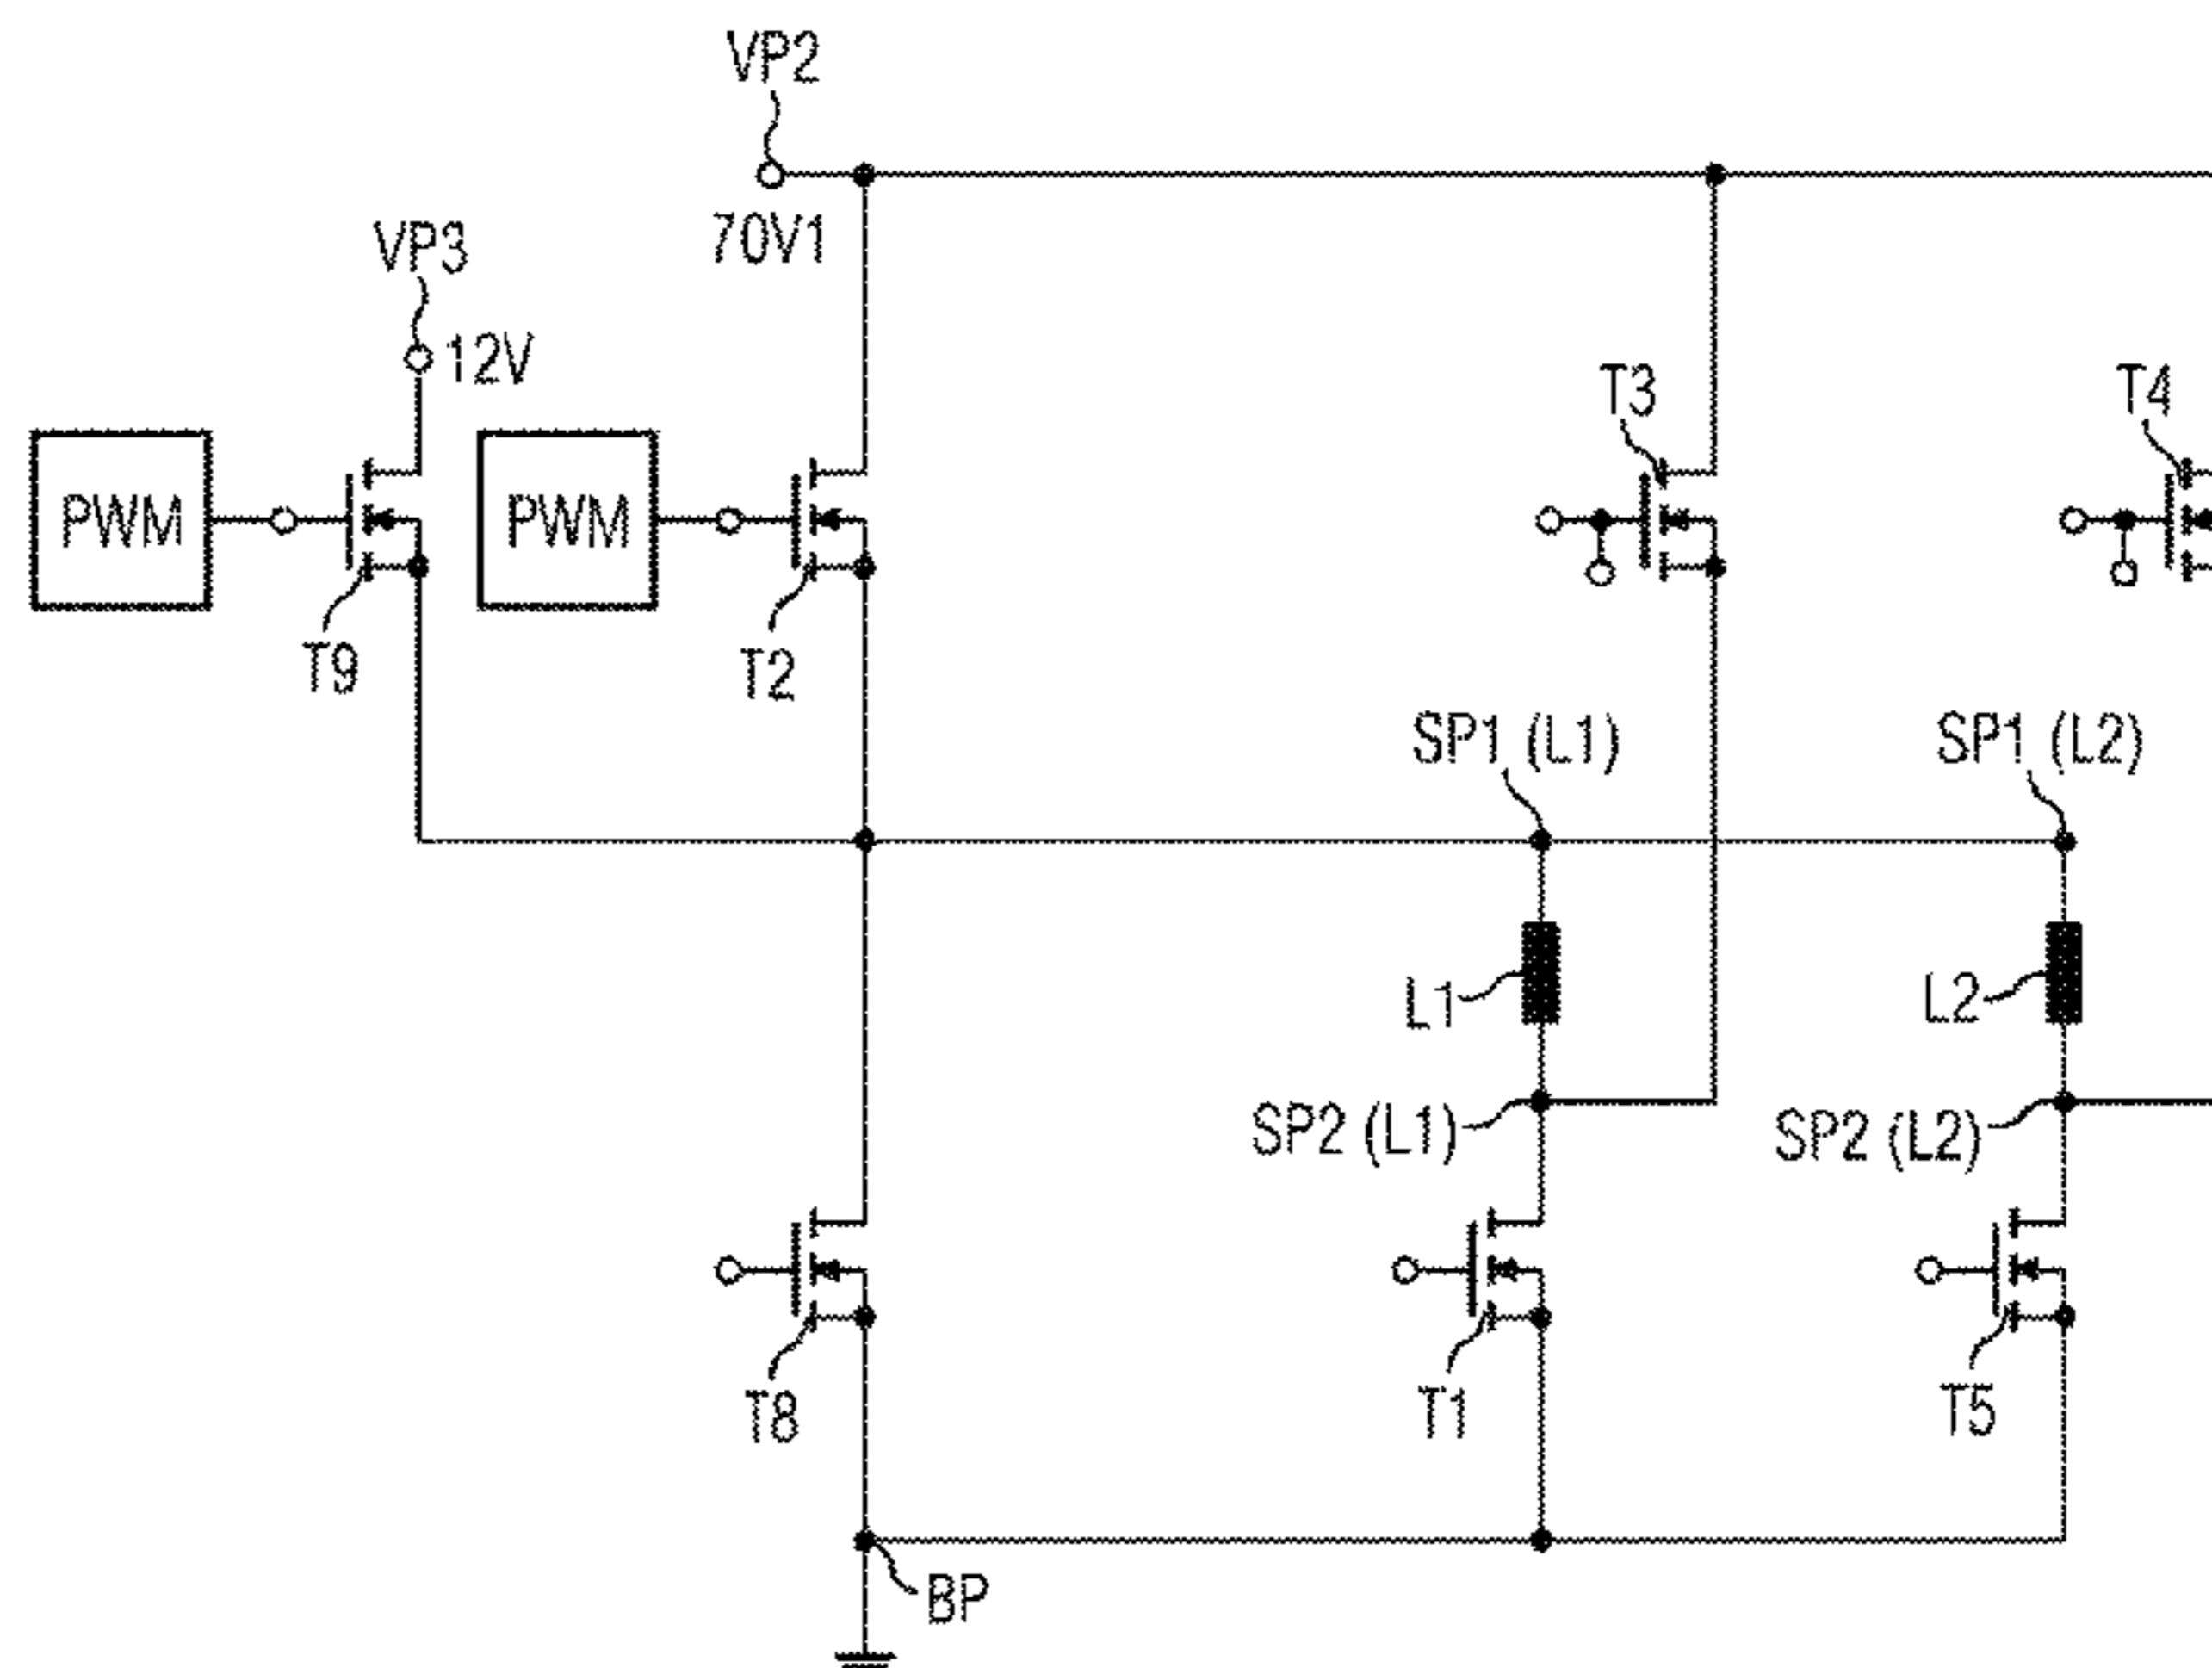 VP2
70V1
VP3
12V
T3
T4
PWM
PWM
T9
T2
SP1 (L1)
SP1 (L2)
L1
L2
SP2 (L1)
SP2 (L2)
T8
T1
T5
BP